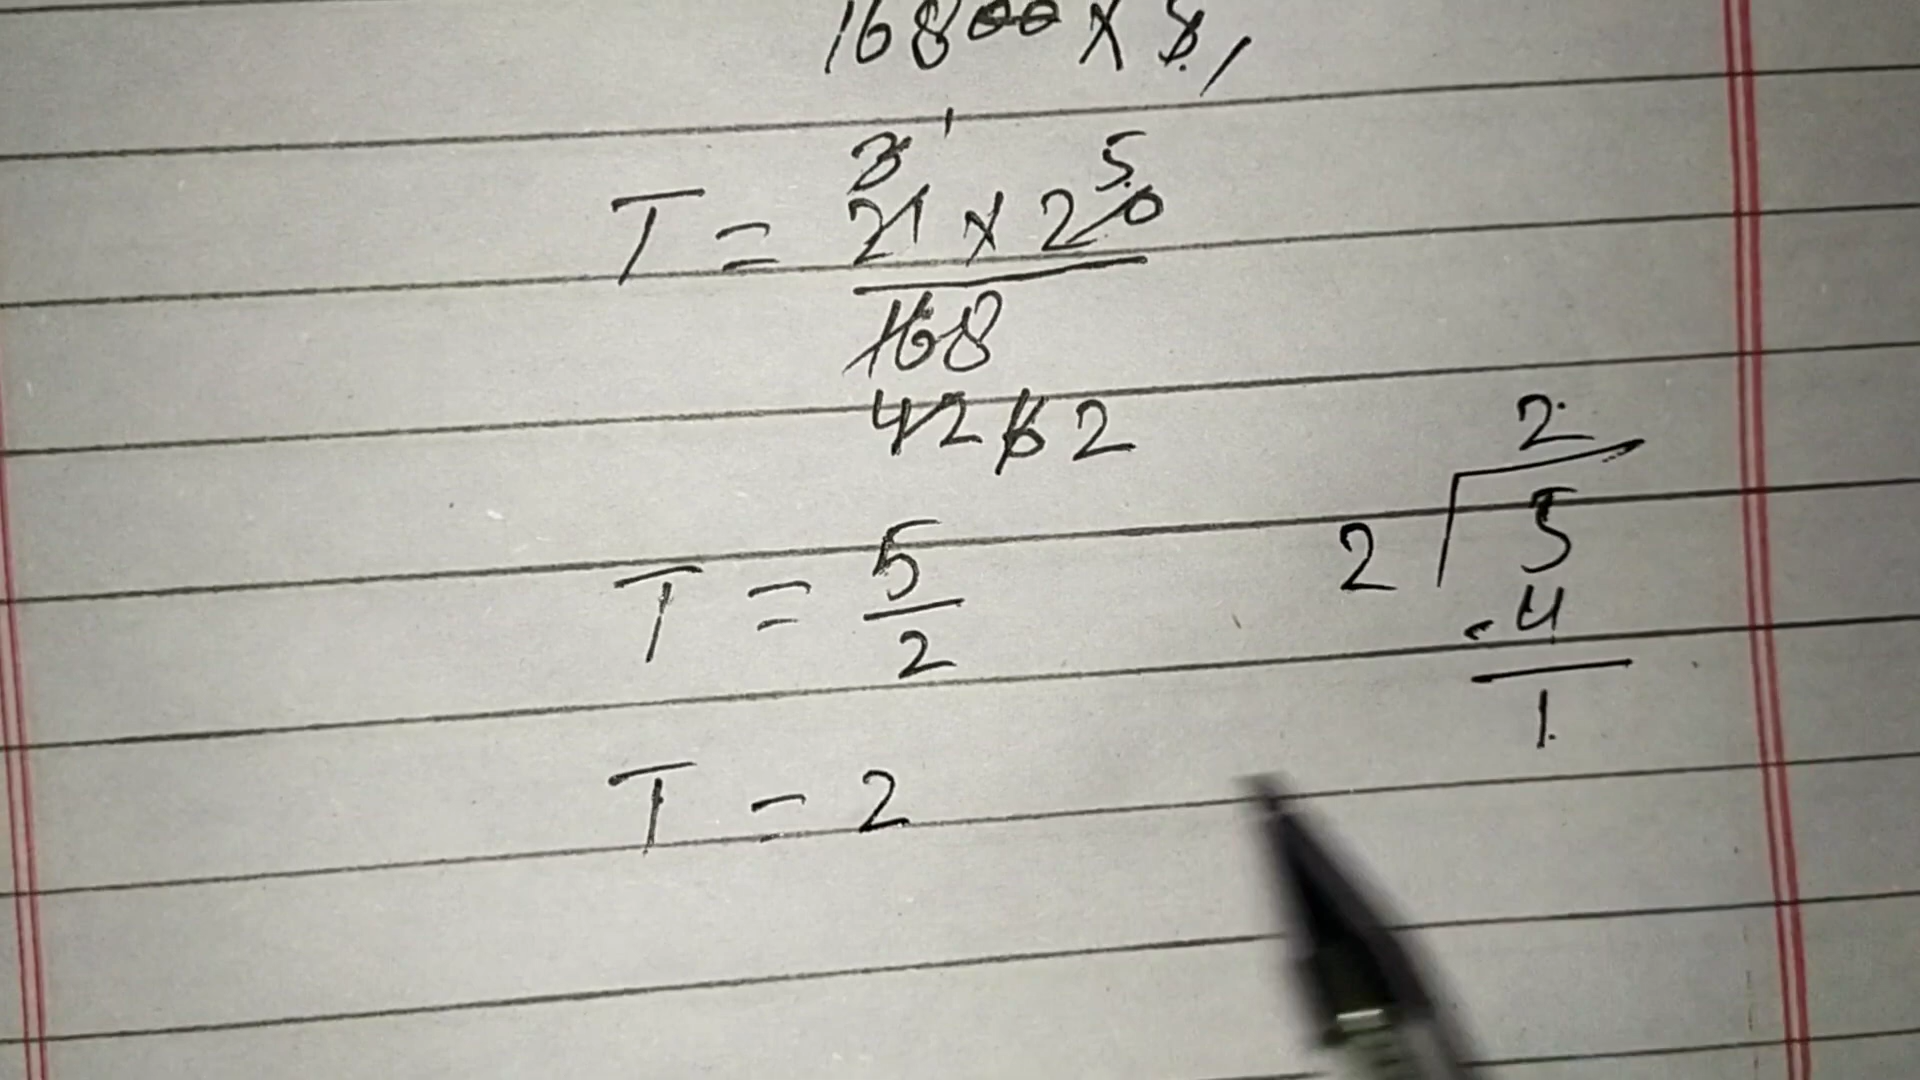 16800 × 8,
3 1 5
T = 21 × 20
168
42 6 2
T = 5/2
T = 2
2
2 5
4
1